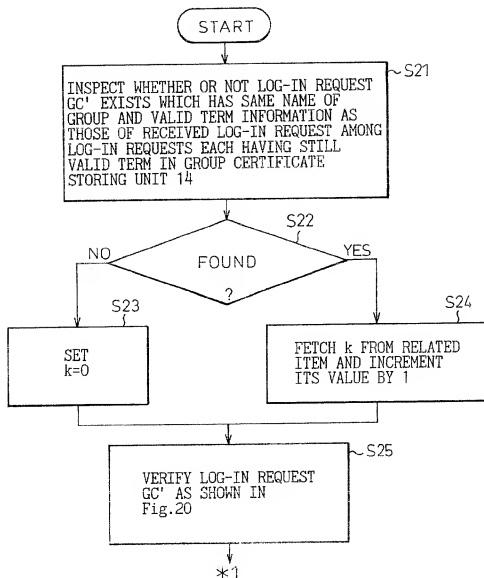 START
S21
INSPECT WHETHER OR NOT LOG-IN REQUEST
GC' EXISTS WHICH HAS SAME NAME OF
GROUP AND VALID TERM INFORMATION AS
THOSE OF RECEIVED LOG-IN REQUEST AMONG
LOG-IN REQUESTS EACH HAVING STILL
VALID TERM IN GROUP CERTIFICATE
STORING UNIT 14
S22
NO
FOUND
?
YES
S23
SET
k=0
S24
FETCH k FROM RELATED
ITEM AND INCREMENT
ITS VALUE BY 1
S25
VERIFY LOG-IN REQUEST
GC' AS SHOWN IN
Fig.20
*1